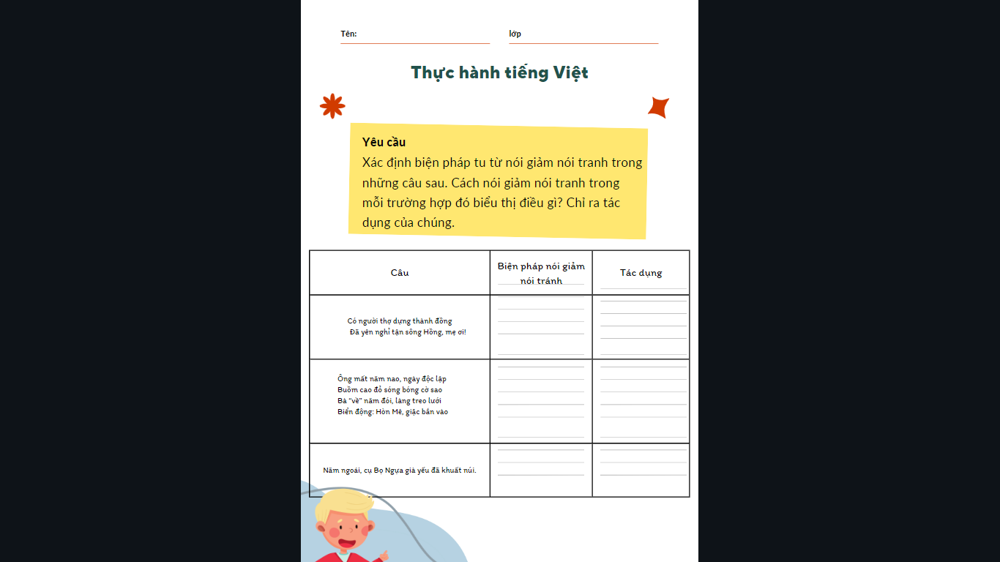 Tên:
lớp
Thực hành tiếng Việt
Yêu cầu
Xác định biện pháp tu từ nói giảm nói tranh trong
những câu sau. Cách nói giảm nói tranh trong
mỗi trường hợp đó biểu thị điều gì? Chỉ ra tác
dụng của chúng.
Câu
Biện pháp nói giảm
nói tránh
Tác dụng
Có người thợ dựng thành đồng
Đã yên nghỉ tận sông Hồng, mẹ ơi!
Ông mất năm nao, ngày độc lập
Buồm cao đỏ sóng bóng cờ sao
Bà “về” năm đói, làng treo lưới
Biển động: Hòn Mê, giặc bắn vào
Năm ngoái, cụ Bọ Ngựa già yếu đã khuất núi.